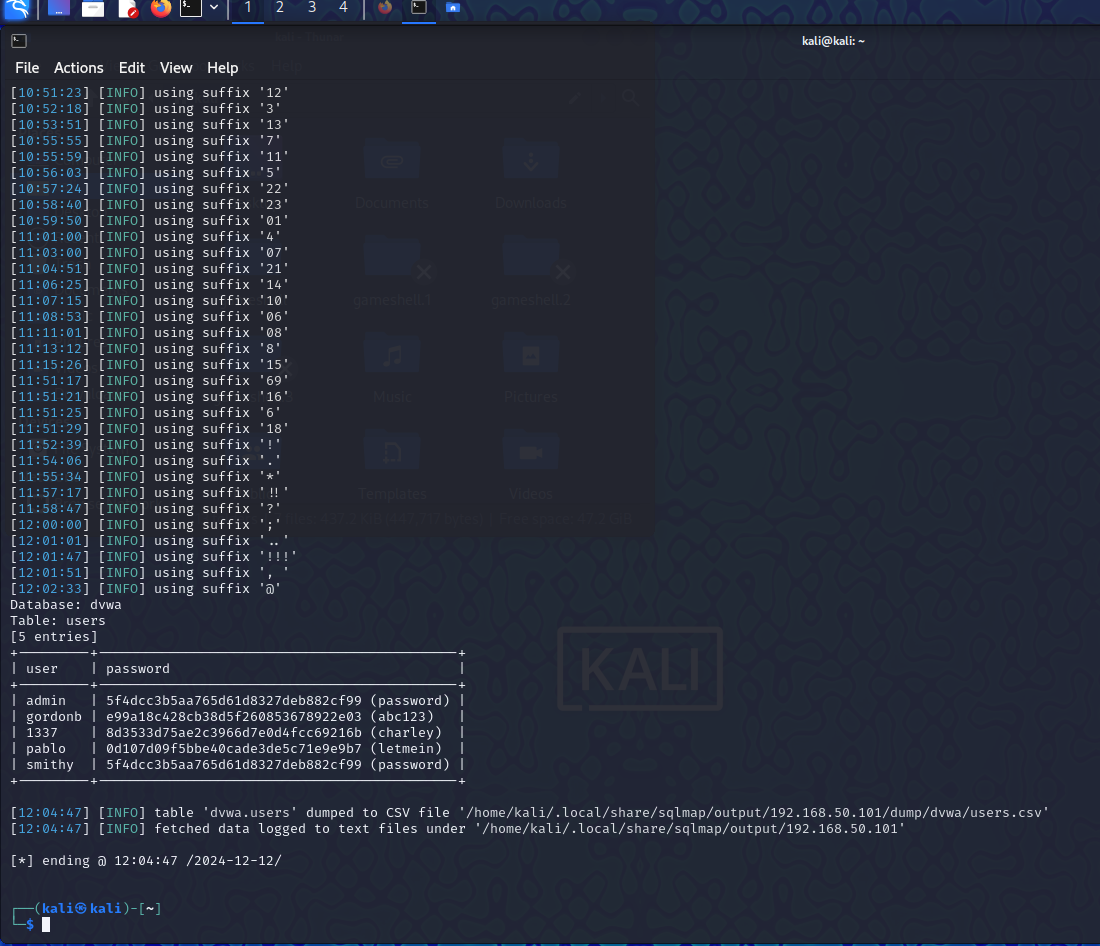 1 2 3 4
kali@kali: ~
File Actions Edit View Help
[10:51:23] [INFO] using suffix '12'
[10:52:18] [INFO] using suffix '3'
[10:53:51] [INFO] using suffix '13'
[10:55:55] [INFO] using suffix '7'
[10:55:59] [INFO] using suffix '11'
[10:56:03] [INFO] using suffix '5'
[10:57:24] [INFO] using suffix '22'
[10:58:40] [INFO] using suffix '23'
[10:59:50] [INFO] using suffix '01'
[11:01:00] [INFO] using suffix '4'
[11:03:00] [INFO] using suffix '07'
[11:04:51] [INFO] using suffix '21'
[11:06:25] [INFO] using suffix '14'
[11:07:15] [INFO] using suffix '10'
[11:08:53] [INFO] using suffix '06'
[11:11:01] [INFO] using suffix '08'
[11:13:12] [INFO] using suffix '8'
[11:15:26] [INFO] using suffix '15'
[11:51:17] [INFO] using suffix '69'
[11:51:21] [INFO] using suffix '16'
[11:51:25] [INFO] using suffix '6'
[11:51:29] [INFO] using suffix '18'
[11:52:39] [INFO] using suffix '!'
[11:54:06] [INFO] using suffix '.'
[11:55:34] [INFO] using suffix '*'
[11:57:17] [INFO] using suffix '!!'
[11:58:47] [INFO] using suffix '?'
[12:00:00] [INFO] using suffix ';'
[12:01:01] [INFO] using suffix '..'
[12:01:47] [INFO] using suffix '!!!'
[12:01:51] [INFO] using suffix ', '
[12:02:33] [INFO] using suffix '@'
Database: dvwa
Table: users
[5 entries]
+---------+---------------------------------------------+
| user    | password                                    |
+---------+---------------------------------------------+
| admin   | 5f4dcc3b5aa765d61d8327deb882cf99 (password) |
| gordonb | e99a18c428cb38d5f260853678922e03 (abc123)   |
| 1337    | 8d3533d75ae2c3966d7e0d4fcc69216b (charley)  |
| pablo   | 0d107d09f5bbe40cade3de5c71e9e9b7 (letmein)  |
| smithy  | 5f4dcc3b5aa765d61d8327deb882cf99 (password) |
+---------+---------------------------------------------+
[12:04:47] [INFO] table 'dvwa.users' dumped to CSV file '/home/kali/.local/share/sqlmap/output/192.168.50.101/dump/dvwa/users.csv'
[12:04:47] [INFO] fetched data logged to text files under '/home/kali/.local/share/sqlmap/output/192.168.50.101'
[*] ending @ 12:04:47 /2024-12-12/
┌──(kali㉿kali)-[~]
└─$
Documents Downloads
gameshell.1 gameshell.2
Music Pictures
Templates Videos
KALI